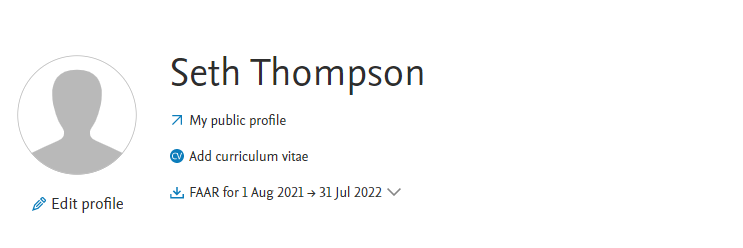 Seth Thompson
My public profile
CV Add curriculum vitae
FAAR for 1 Aug 2021 → 31 Jul 2022
Edit profile